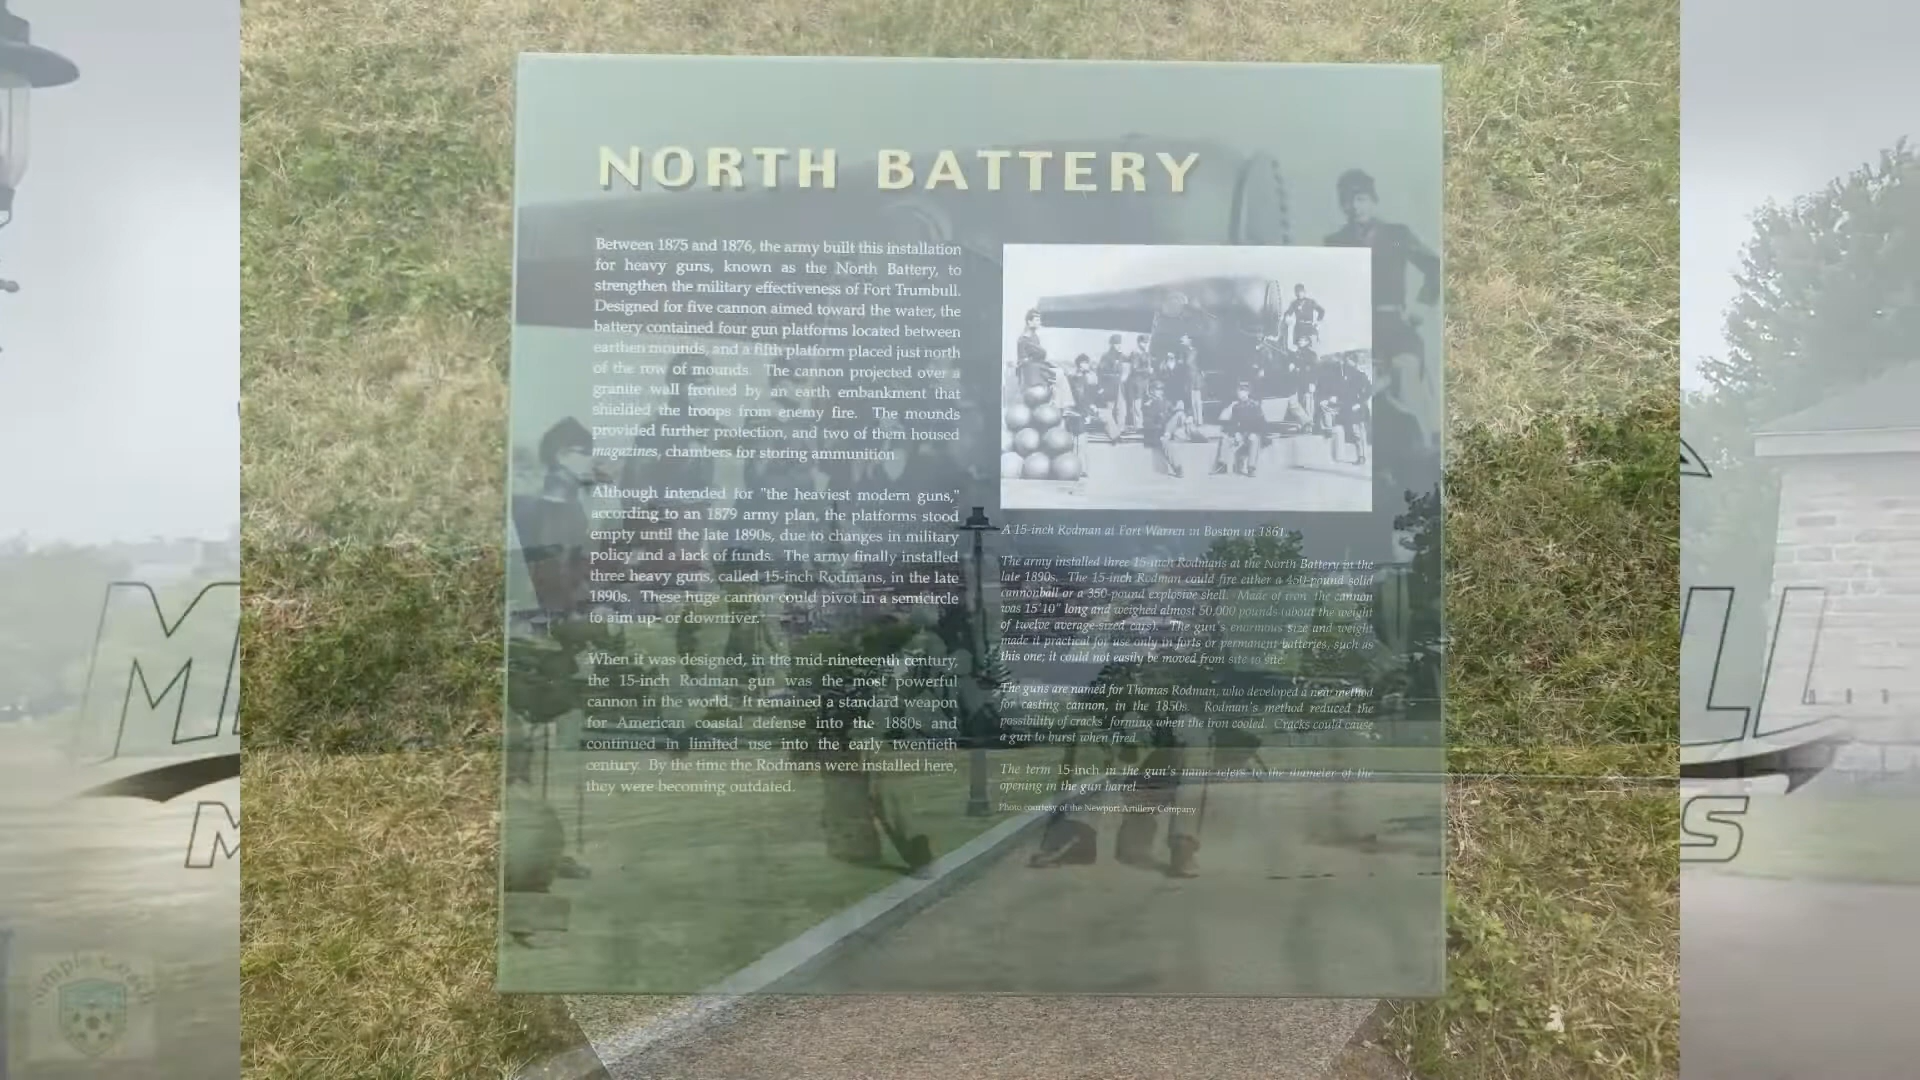 NORTH BATTERY
Between 1875 and 1876, the army built this installation
for heavy guns, known as the North Battery, to
strengthen the military effectiveness of Fort Trumbull.
Designed for five cannon aimed toward the water, the
battery contained four gun platforms located between
earthen mounds, and a fifth platform placed just north
of the row of mounds. The cannon projected over a
granite wall fronted by an earth embankment that
shielded the troops from enemy fire. The mounds
provided further protection, and two of them housed
magazines, chambers for storing ammunition.
Although intended for "the heaviest modern guns,"
according to an 1879 army plan, the platforms stood
empty until the late 1890s, due to changes in military
policy and a lack of funds. The army finally installed
three heavy guns, called 15-inch Rodmans, in the late
1890s. These huge cannon could pivot in a semicircle
to aim up- or downriver.
When it was designed, in the mid-nineteenth century,
the 15-inch Rodman gun was the most powerful
cannon in the world. It remained a standard weapon
for American coastal defense into the 1880s and
continued in limited use into the early twentieth
century. By the time the Rodmans were installed here,
they were becoming outdated.
A 15-inch Rodman at Fort Warren in Boston in 1861.
The army installed three 15-inch Rodmans at the North Battery in the
late 1890s. The 15-inch Rodman could fire either a 450-pound solid
cannonball or a 350-pound explosive shell. Made of iron, the cannon
was 15'10" long and weighed almost 50,000 pounds (about the weight
of twelve average-sized cars). The gun's enormous size and weight
made it practical for use only in forts or permanent batteries, such as
this one; it could not easily be moved from site to site.
The guns are named for Thomas Rodman, who developed a new method
for casting cannon, in the 1850s. Rodman's method reduced the
possibility of cracks' forming when the iron cooled. Cracks could cause
a gun to burst when fired.
The term 15-inch in the gun's name refers to the diameter of the
opening in the gun barrel.
Photo courtesy of the Newport Artillery Company